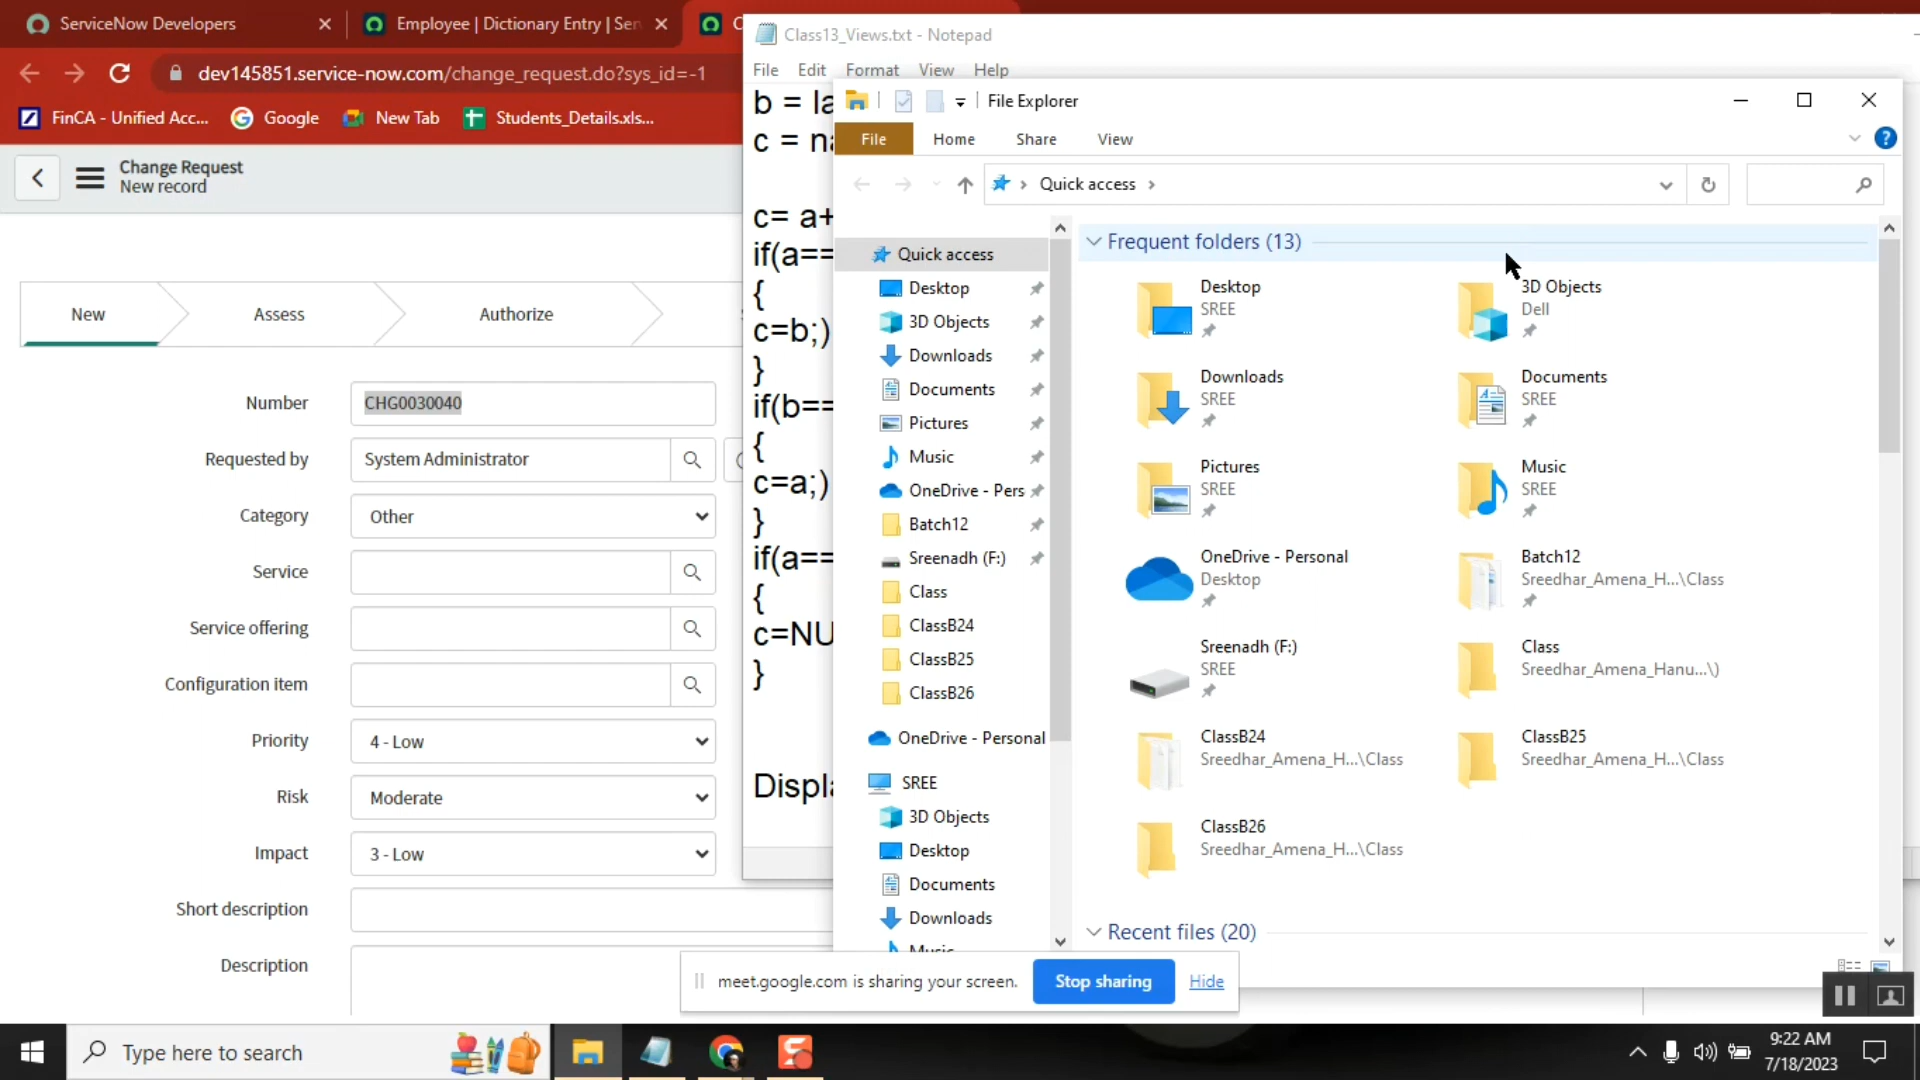 ServiceNow Developers
Employee | Dictionary Entry | Ser
dev145851.service-now.com/change_request.do?sys_id=-1
FinCA - Unified Acc...
Google
New Tab
Students_Details.xls...
Change Request
New record
New
Assess
Authorize
Number
CHG0030040
Requested by
System Administrator
Category
Other
Service
Service offering
Configuration item
Priority
4 - Low
Risk
Moderate
Impact
3 - Low
Short description
Description
Class13_Views.txt - Notepad
File Edit Format View Help
b =
c =
c= a+
if(a==
{
c=b;)
}
if(b==
{
c=a;)
}
if(a==
{
c=NU
}
File Explorer
File Home Share View
Quick access
Quick access
Desktop
3D Objects
Downloads
Documents
Pictures
Music
OneDrive - Pers
Batch12
Sreenadh (F:)
Class
ClassB24
ClassB25
ClassB26
OneDrive - Personal
SREE
3D Objects
Desktop
Documents
Downloads
Music
Frequent folders (13)
Desktop
SREE
3D Objects
Dell
Downloads
SREE
Documents
SREE
Pictures
SREE
Music
SREE
OneDrive - Personal
Desktop
Batch12
Sreedhar_Amena_H...\Class
Sreenadh (F:)
SREE
Class
Sreedhar_Amena_Hanu...\)
ClassB24
Sreedhar_Amena_H...\Class
ClassB25
Sreedhar_Amena_H...\Class
ClassB26
Sreedhar_Amena_H...\Class
Recent files (20)
meet.google.com is sharing your screen.
Stop sharing
Hide
Type here to search
9:22 AM
7/18/2023